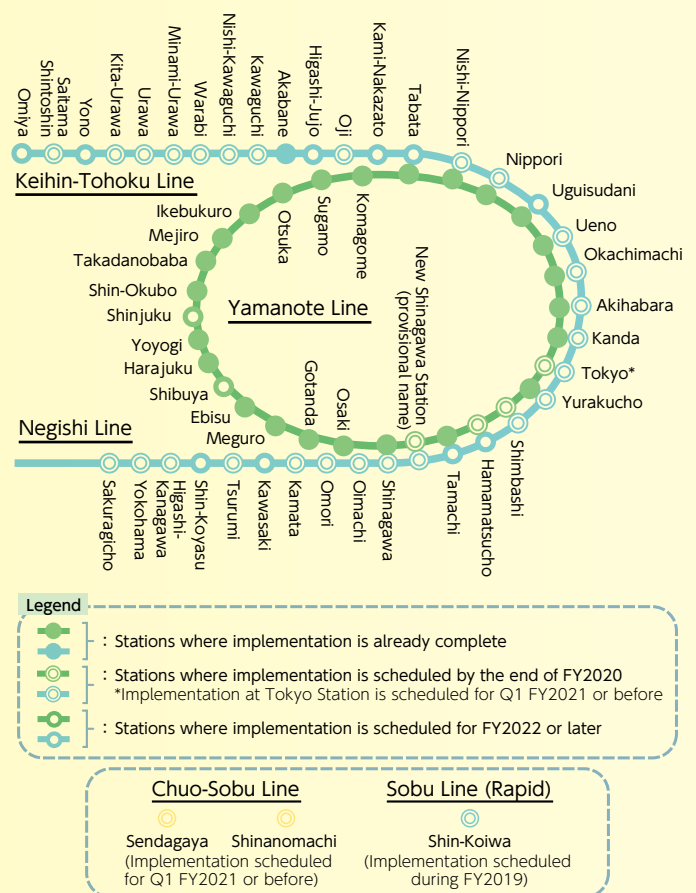 Omiya
Saitama
Shintoshin
Yono
Kita-Urawa
Urawa
Minami-Urawa
Warabi
Nishi-Kawaguchi
Kawaguchi
Akabane
Higashi-Jujo
Oji
Kami-Nakazato
Tabata
Nishi-Nippori
Nippori
Uguisudani
Ueno
Okachimachi
Akihabara
Kanda
Tokyo*
Yurakucho
Shimbashi
Hamamatsucho
Tamachi
Keihin-Tohoku Line
Ikebukuro
Otsuka
Sugamo
Komagome
Mejiro
Takadanobaba
Shin-Okubo
Shinjuku
Yoyogi
Harajuku
Shibuya
Ebisu
Meguro
Gotanda
Osaki
New Shinagawa Station
(provisional name)
Yamanote Line
Negishi Line
Sakuragicho
Yokohama
Higashi-
Kanagawa
Shin-Koyasu
Tsurumi
Kawasaki
Kamata
Omori
Oimachi
Shinagawa
Legend
: Stations where implementation is already complete
: Stations where implementation is scheduled by the end of FY2020
*Implementation at Tokyo Station is scheduled for Q1 FY2021 or before
: Stations where implementation is scheduled for FY2022 or later
Chuo-Sobu Line
Sendagaya Shinanomachi
(Implementation scheduled
for Q1 FY2021 or before)
Sobu Line (Rapid)
Shin-Koiwa
(Implementation scheduled
during FY2019)